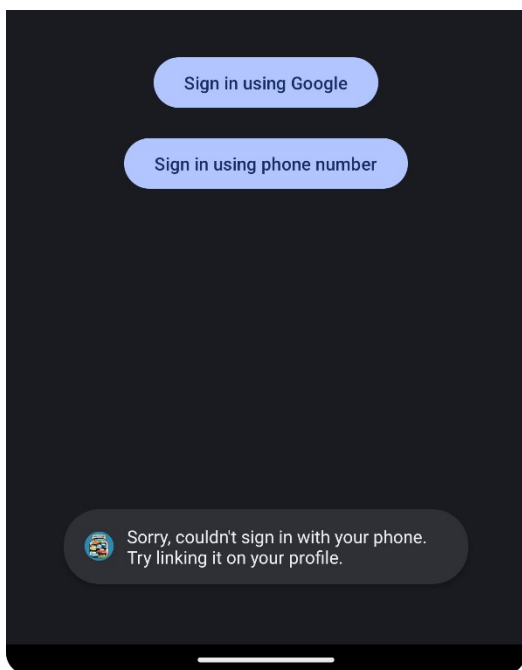 Sign in using Google
Sign in using phone number
Sorry, couldn't sign in with your phone.
Try linking it on your profile.